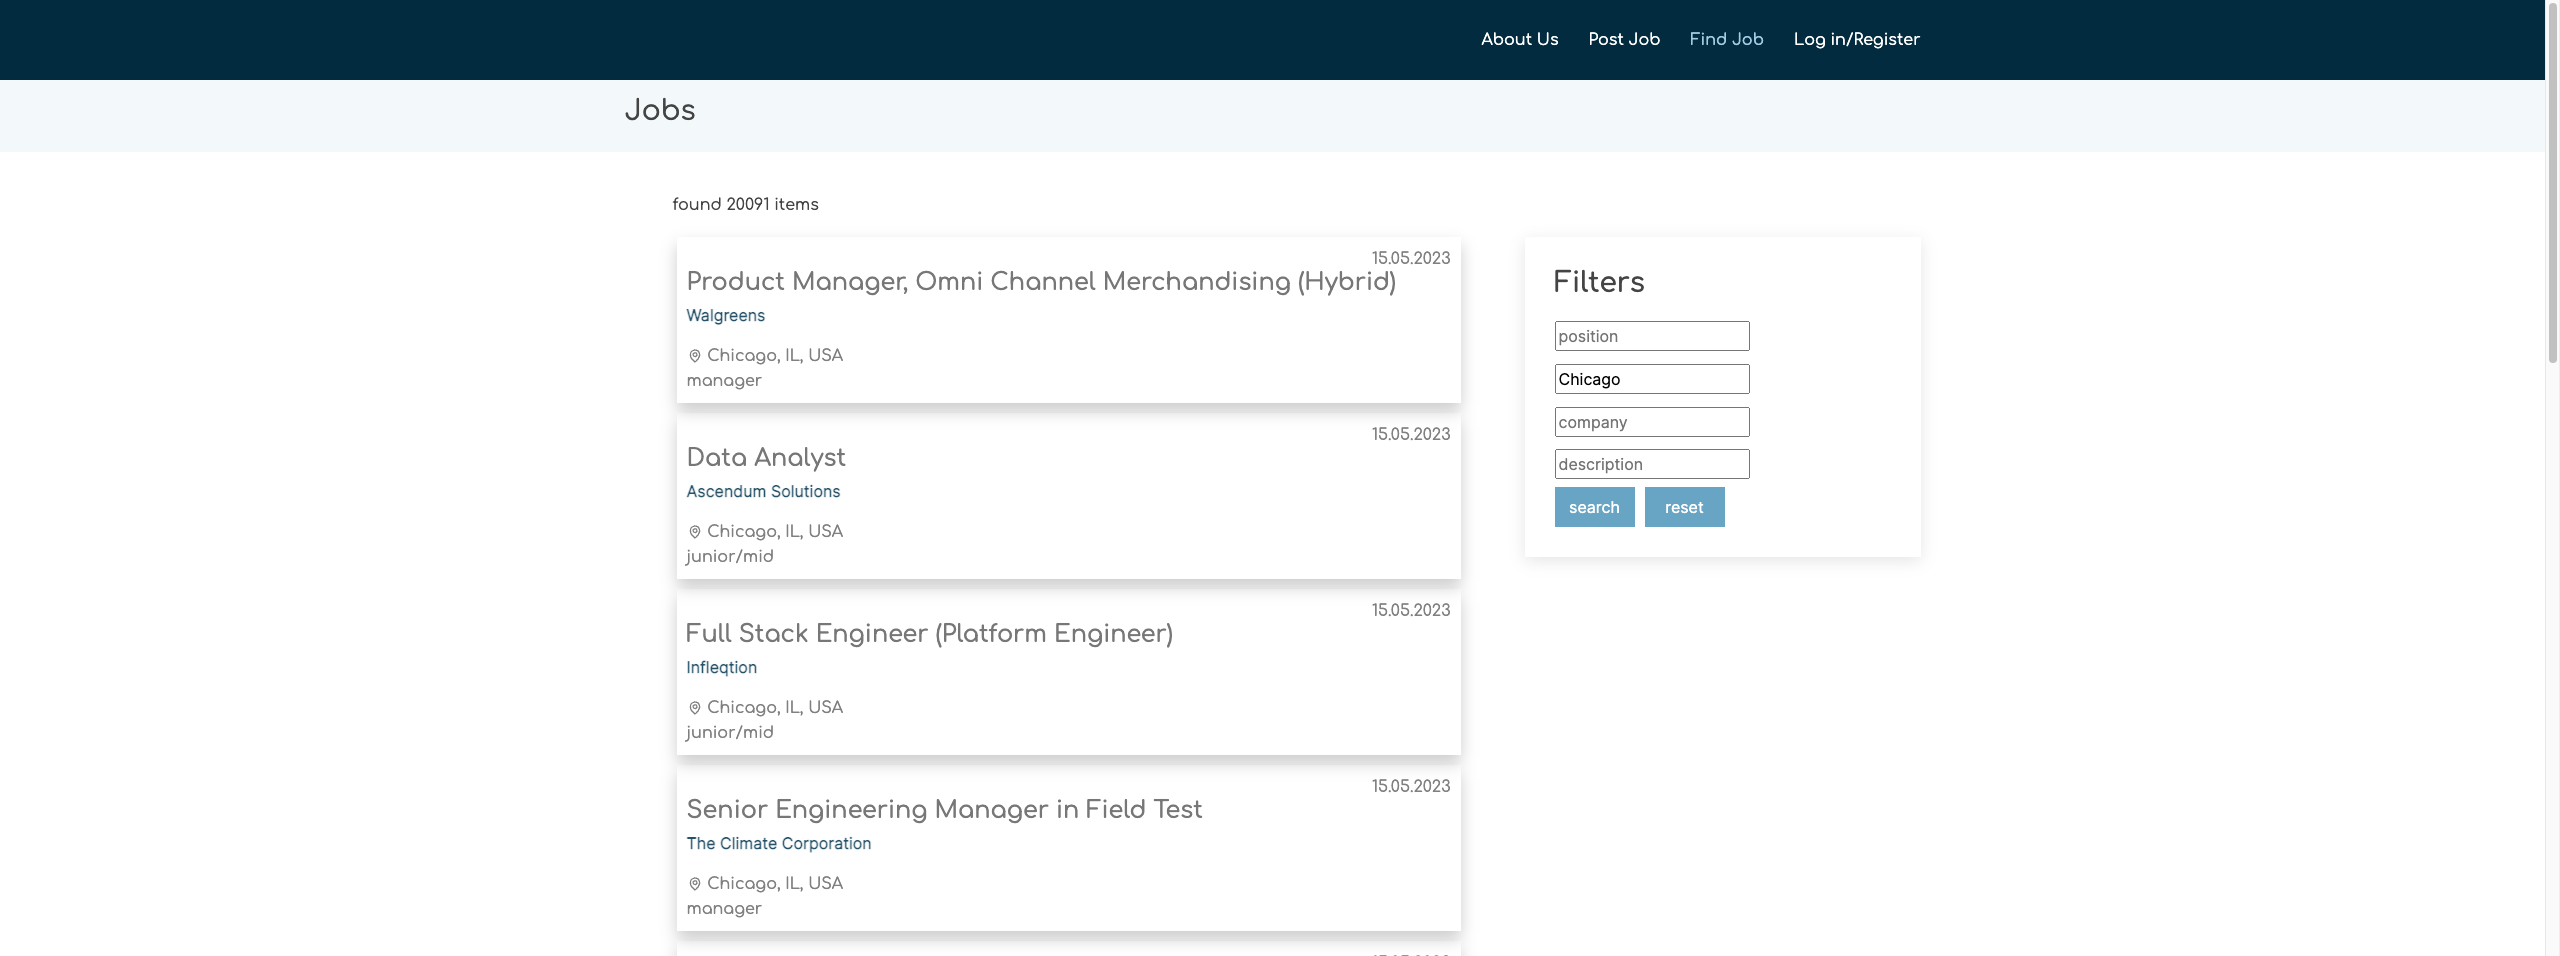 About Us Post Job Find Job Log in/Register
Jobs
found 20091 items
15.05.2023
Product Manager, Omni Channel Merchandising (Hybrid)
Walgreens
Chicago, IL, USA
manager
15.05.2023
Data Analyst
Ascendum Solutions
Chicago, IL, USA
junior/mid
15.05.2023
Full Stack Engineer (Platform Engineer)
Infleqtion
Chicago, IL, USA
junior/mid
15.05.2023
Senior Engineering Manager in Field Test
The Climate Corporation
Chicago, IL, USA
manager
Filters
position
Chicago
company
description
search reset